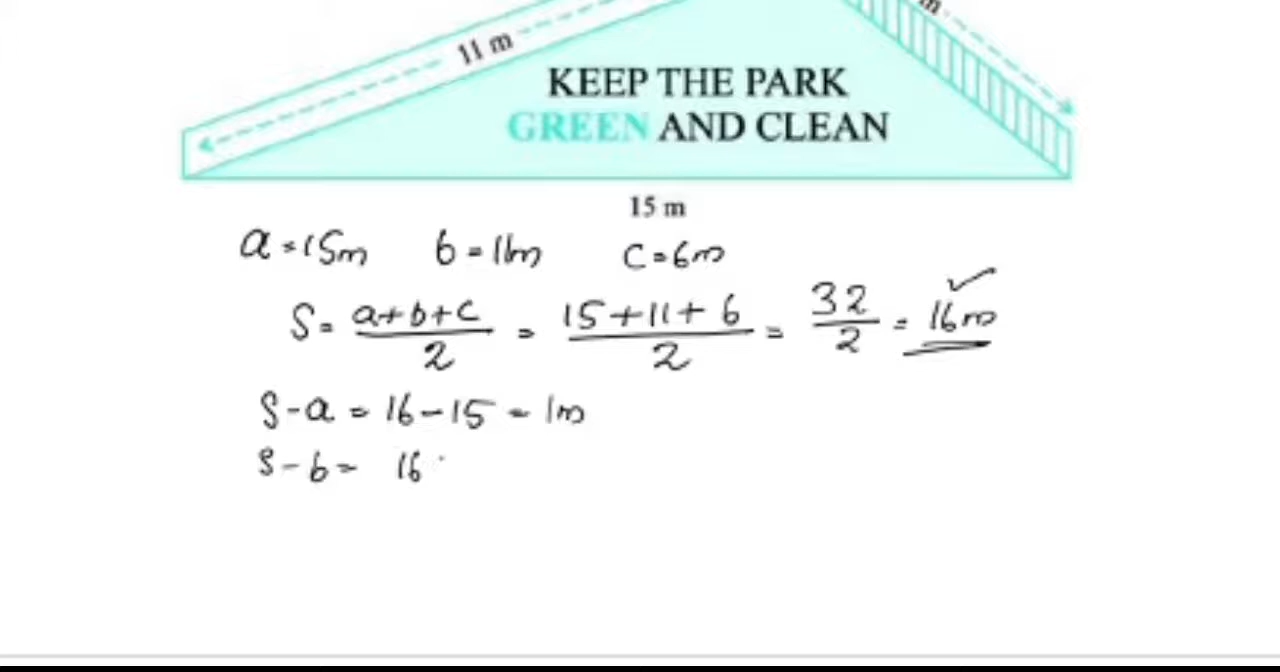 11 m
m
KEEP THE PARK
GREEN AND CLEAN
15 m
a = 15m b = 11m c = 6m
S = a+b+c/2 = 15+11+6/2 = 32/2 = 16m ✓
S-a = 16-15 = 1m
S-b = 16